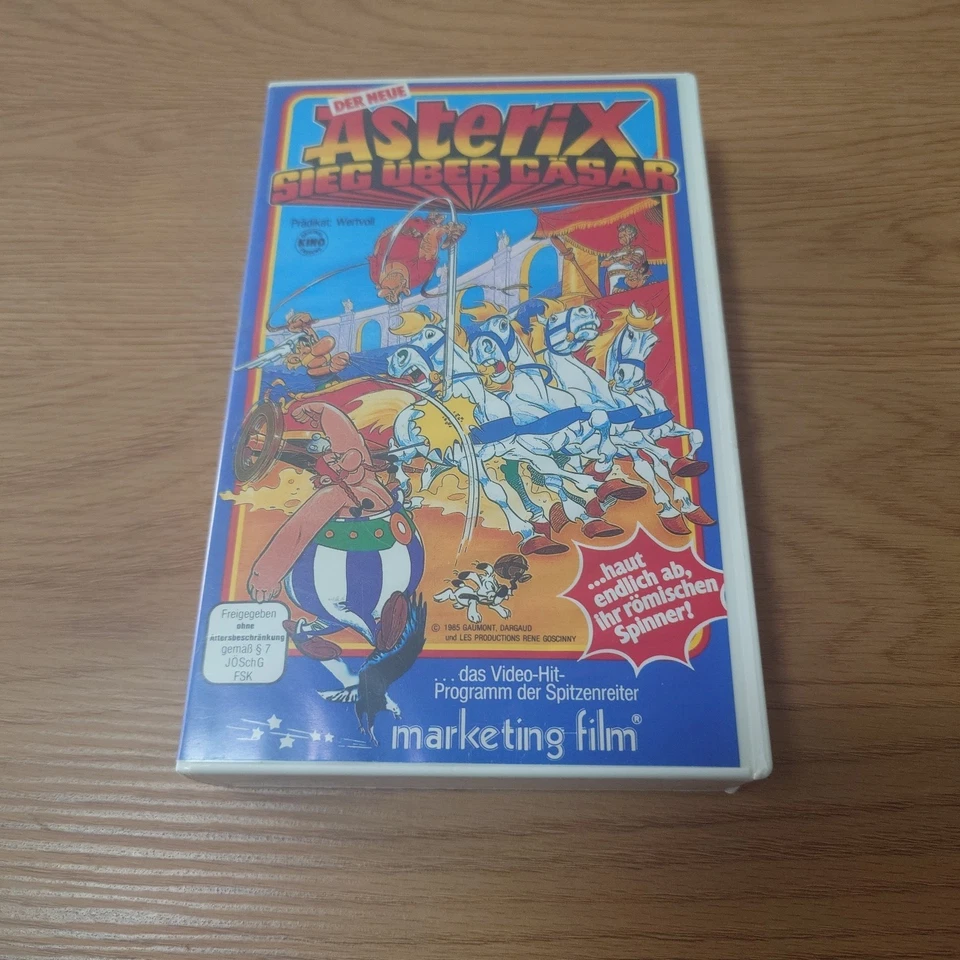 DER NEUE
Asterix
SIEG ÜBER CÄSAR
Prädikat: Wertvoll
KINO
...haut
endlich ab,
ihr römischen
Spinner!
Freigegeben
ohne
Altersbeschränkung
gemäß § 7
JÖSchG
FSK
© 1985 GAUMONT, DARGAUD
und LES PRODUCTIONS RENE GOSCINNY
...das Video-Hit-
Programm der Spitzenreiter
marketing film®